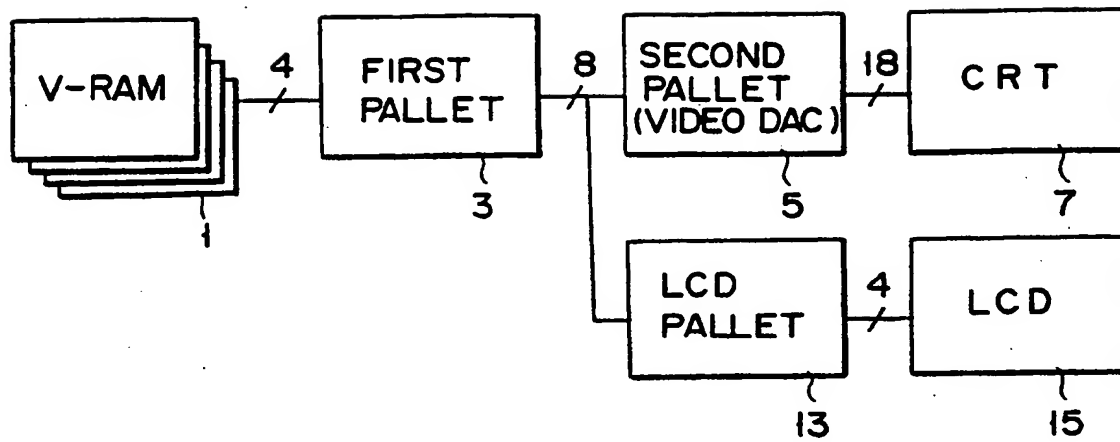 V-RAM
1
4
FIRST
PALLET
3
8
SECOND
PALLET
(VIDEO DAC)
5
18
CRT
7
LCD
PALLET
13
4
LCD
15